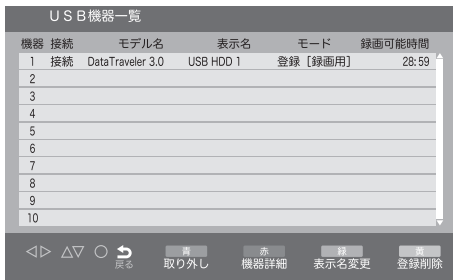 USB機器一覧
機器 接続 モデル名 表示名 モード 録画可能時間
1 接続 DataTraveler 3.0 USB HDD 1 登録［録画用］ 28:59
2
3
4
5
6
7
8
9
10
戻る
青 赤 緑 黄
取り外し 機器詳細 表示名変更 登録削除